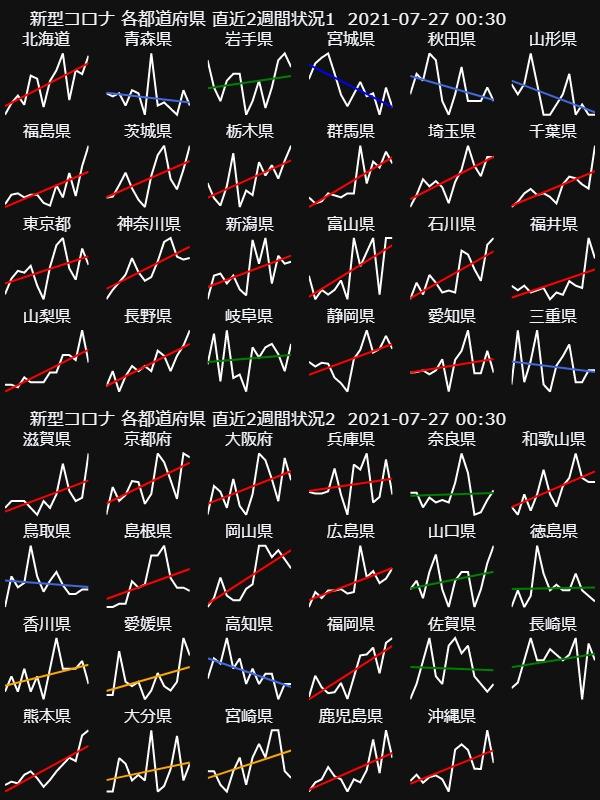 新型コロナ 各都道府県 直近2週間状況1 2021-07-27 00:30
北海道 青森県 岩手県 宮城県 秋田県 山形県
福島県 茨城県 栃木県 群馬県 埼玉県 千葉県
東京都 神奈川県 新潟県 富山県 石川県 福井県
山梨県 長野県 岐阜県 静岡県 愛知県 三重県
新型コロナ 各都道府県 直近2週間状況2 2021-07-27 00:30
滋賀県 京都府 大阪府 兵庫県 奈良県 和歌山県
鳥取県 島根県 岡山県 広島県 山口県 徳島県
香川県 愛媛県 高知県 福岡県 佐賀県 長崎県
熊本県 大分県 宮崎県 鹿児島県 沖縄県